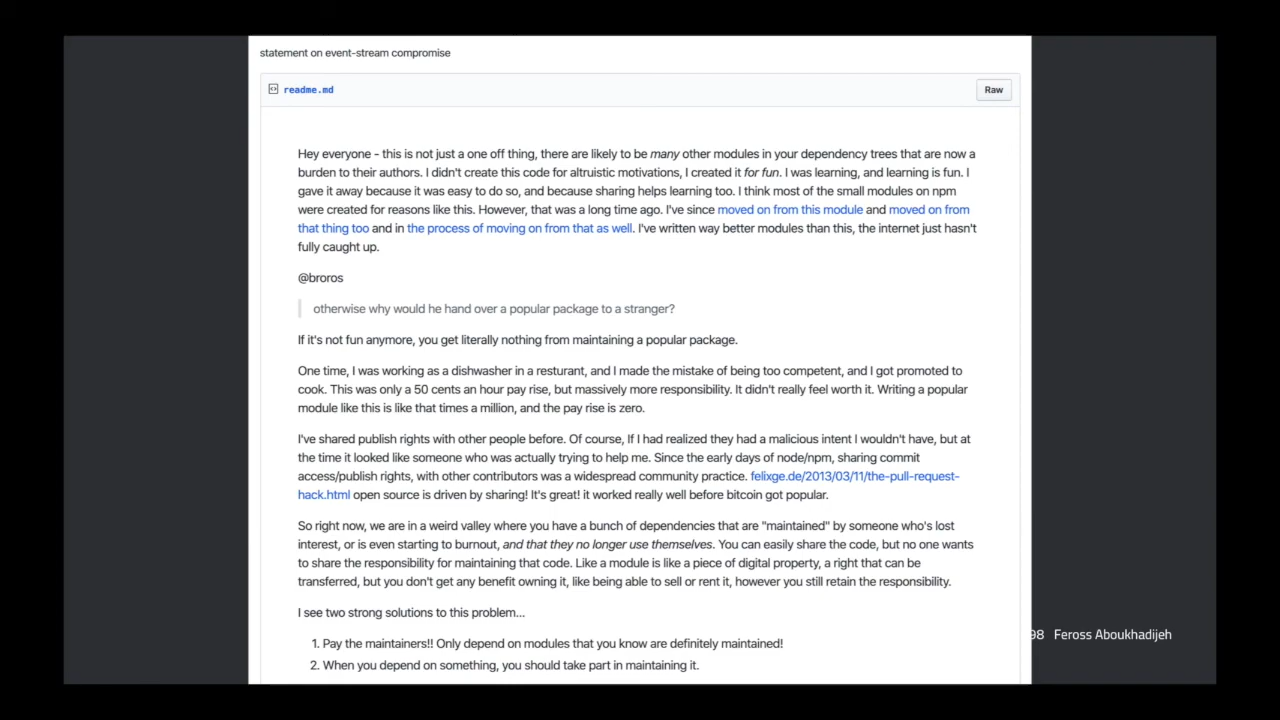 statement on event-stream compromise
readme.md
Raw
Hey everyone - this is not just a one off thing, there are likely to be many other modules in your dependency trees that are now a
burden to their authors. I didn't create this code for altruistic motivations, I created it for fun. I was learning, and learning is fun. I
gave it away because it was easy to do so, and because sharing helps learning too. I think most of the small modules on npm
were created for reasons like this. However, that was a long time ago. I've since moved on from this module and moved on from
that thing too and in the process of moving on from that as well. I've written way better modules than this, the internet just hasn't
fully caught up.
@broros
otherwise why would he hand over a popular package to a stranger?
If it's not fun anymore, you get literally nothing from maintaining a popular package.
One time, I was working as a dishwasher in a resturant, and I made the mistake of being too competent, and I got promoted to
cook. This was only a 50 cents an hour pay rise, but massively more responsibility. It didn't really feel worth it. Writing a popular
module like this is like that times a million, and the pay rise is zero.
I've shared publish rights with other people before. Of course, If I had realized they had a malicious intent I wouldn't have, but at
the time it looked like someone who was actually trying to help me. Since the early days of node/npm, sharing commit
access/publish rights, with other contributors was a widespread community practice. felixge.de/2013/03/11/the-pull-request-
hack.html open source is driven by sharing! It's great! it worked really well before bitcoin got popular.
So right now, we are in a weird valley where you have a bunch of dependencies that are "maintained" by someone who's lost
interest, or is even starting to burnout, and that they no longer use themselves. You can easily share the code, but no one wants
to share the responsibility for maintaining that code. Like a module is like a piece of digital property, a right that can be
transferred, but you don't get any benefit owning it, like being able to sell or rent it, however you still retain the responsibility.
I see two strong solutions to this problem...
1. Pay the maintainers!! Only depend on modules that you know are definitely maintained!
2. When you depend on something, you should take part in maintaining it.
98 Feross Aboukhadijeh